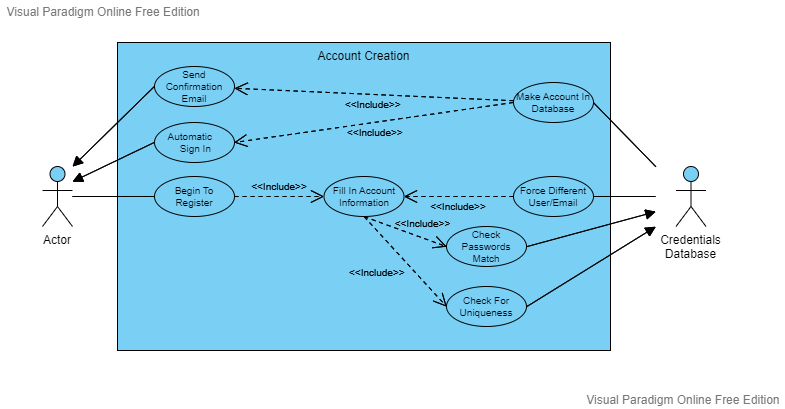 Visual Paradigm Online Free Edition
Account Creation
Send
Confirmation
Email
<<Include>>
Make Account In
Database
<<Include>>
Automatic
Sign In
Begin To
Register
<<Include>>
Fill In Account
Information
<<Include>>
Force Different
User/Email
<<Include>>
Check
Passwords
Match
<<Include>>
Check For
Uniqueness
Actor
Credentials
Database
Visual Paradigm Online Free Edition